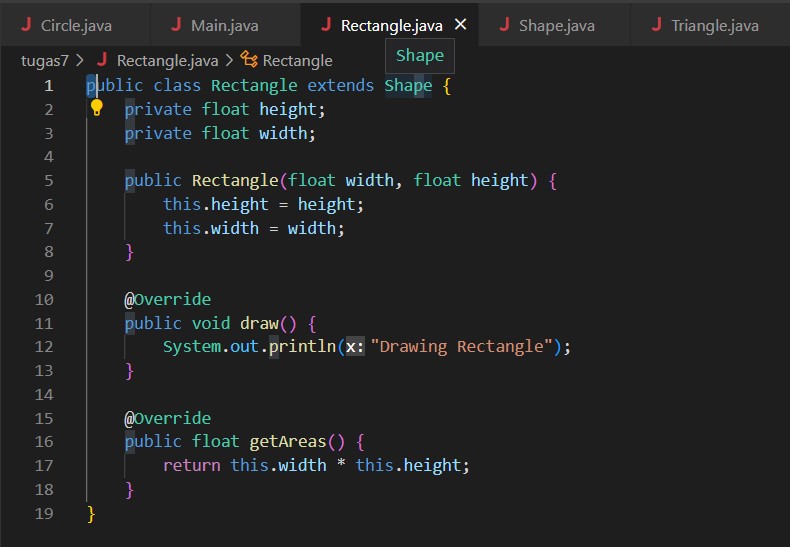 Circle.java Main.java Rectangle.java Shape.java Triangle.java
tugas7 > Rectangle.java > Rectangle
Shape
1 public class Rectangle extends Shape {
2     private float height;
3     private float width;
4
5     public Rectangle(float width, float height) {
6         this.height = height;
7         this.width = width;
8     }
9
10     @Override
11     public void draw() {
12         System.out.println(x: "Drawing Rectangle");
13     }
14
15     @Override
16     public float getAreas() {
17         return this.width * this.height;
18     }
19 }